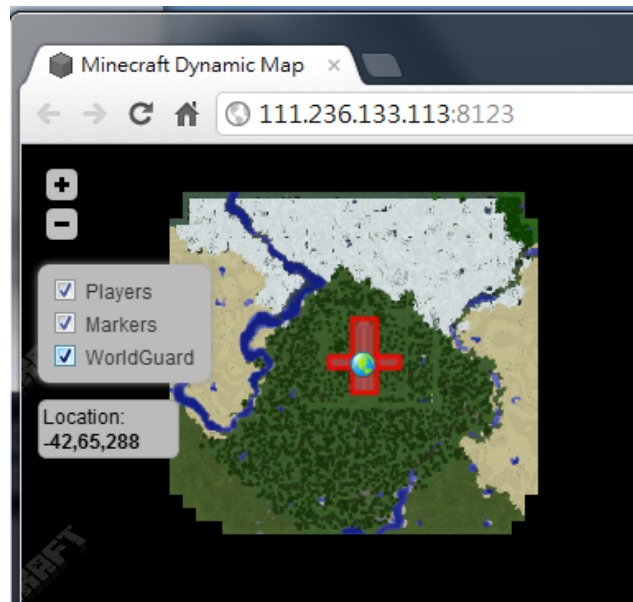 Minecraft Dynamic Map
111.236.133.113:8123
Players
Markers
WorldGuard
Location:
-42,65,288